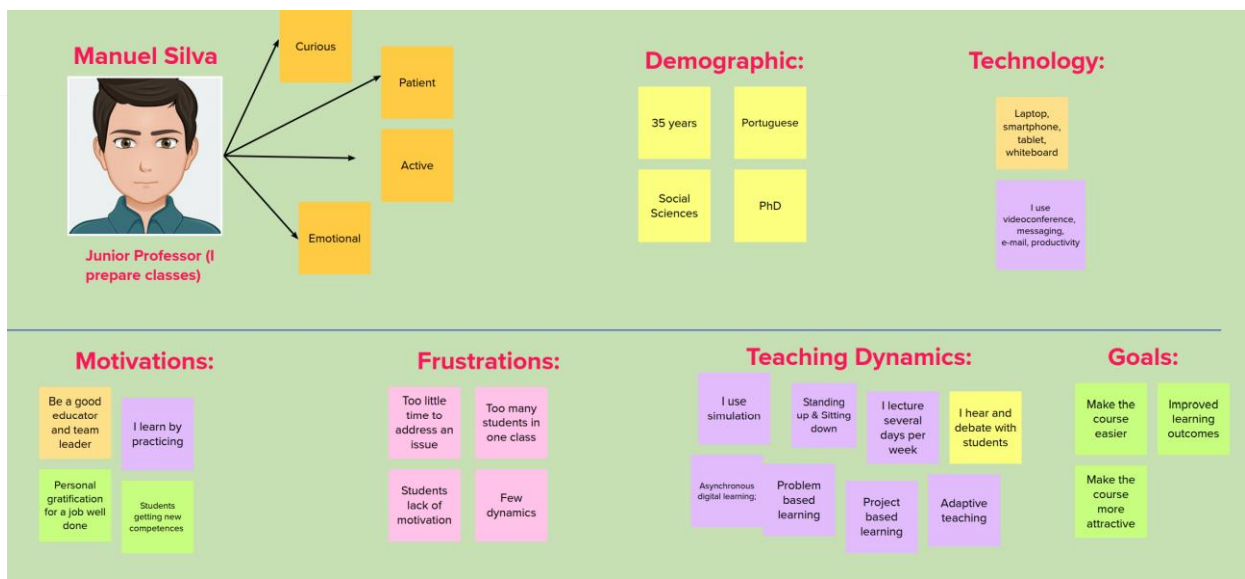 Manuel Silva
Junior Professor (I
prepare classes)
Curious
Patient
Active
Emotional
Demographic:
35 years
Portuguese
Social
Sciences
PhD
Technology:
Laptop,
smartphone,
tablet,
whiteboard
I use
videoconference,
messaging,
e-mail, productivity
Motivations:
Be a good
educator
and team
leader
I learn by
practicing
Personal
gratification
for a job well
done
Students
getting new
competences
Frustrations:
Too little
time to
address an
issue
Too many
students in
one class
Students
lack of
motivation
Few
dynamics
Teaching Dynamics:
I use
simulation
Standing
up & Sitting
down
I lecture
several
days per
week
I hear and
debate with
students
Asynchronous
digital learning;
Problem
based
learning
Project
based
learning
Adaptive
teaching
Goals:
Make the
course
easier
Improved
learning
outcomes
Make the
course
more
attractive